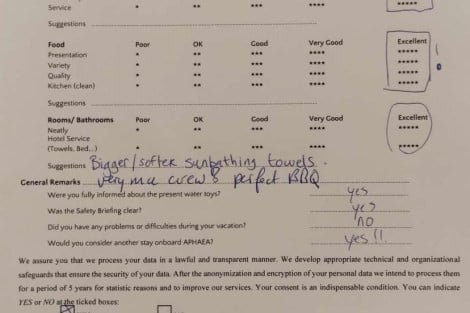 Service * ** *** **** *****
Suggestions
Food Poor OK Good Very Good Excellent
Presentation * ** *** **** *****
Variety * ** *** **** *****
Quality * ** *** **** *****
Kitchen (clean) * ** *** **** *****
Suggestions
Rooms/ Bathrooms Poor OK Good Very Good Excellent
Neatly * ** *** **** *****
Hotel Service
(Towels, Bed...) * ** *** **** *****
Suggestions Bigger/softer sunbathing towels.
General Remarks crew & perfect BBQ
Were you fully informed about the present water toys? yes
Was the Safety Briefing clear? yes
Did you have any problems or difficulties during your vacation? NO
Would you consider another stay onboard APHAEA? yes!!
We assure you that we process your data in a lawful and transparent manner. We develop appropriate technical and organizational
safeguards that ensure the security of your data. After the anonymization and encryption of your personal data we intend to process them
for a period of 5 years for statistic reasons and to improve our services. Your consent is an indispensable condition. You can indicate
YES or NO at the ticked boxes: